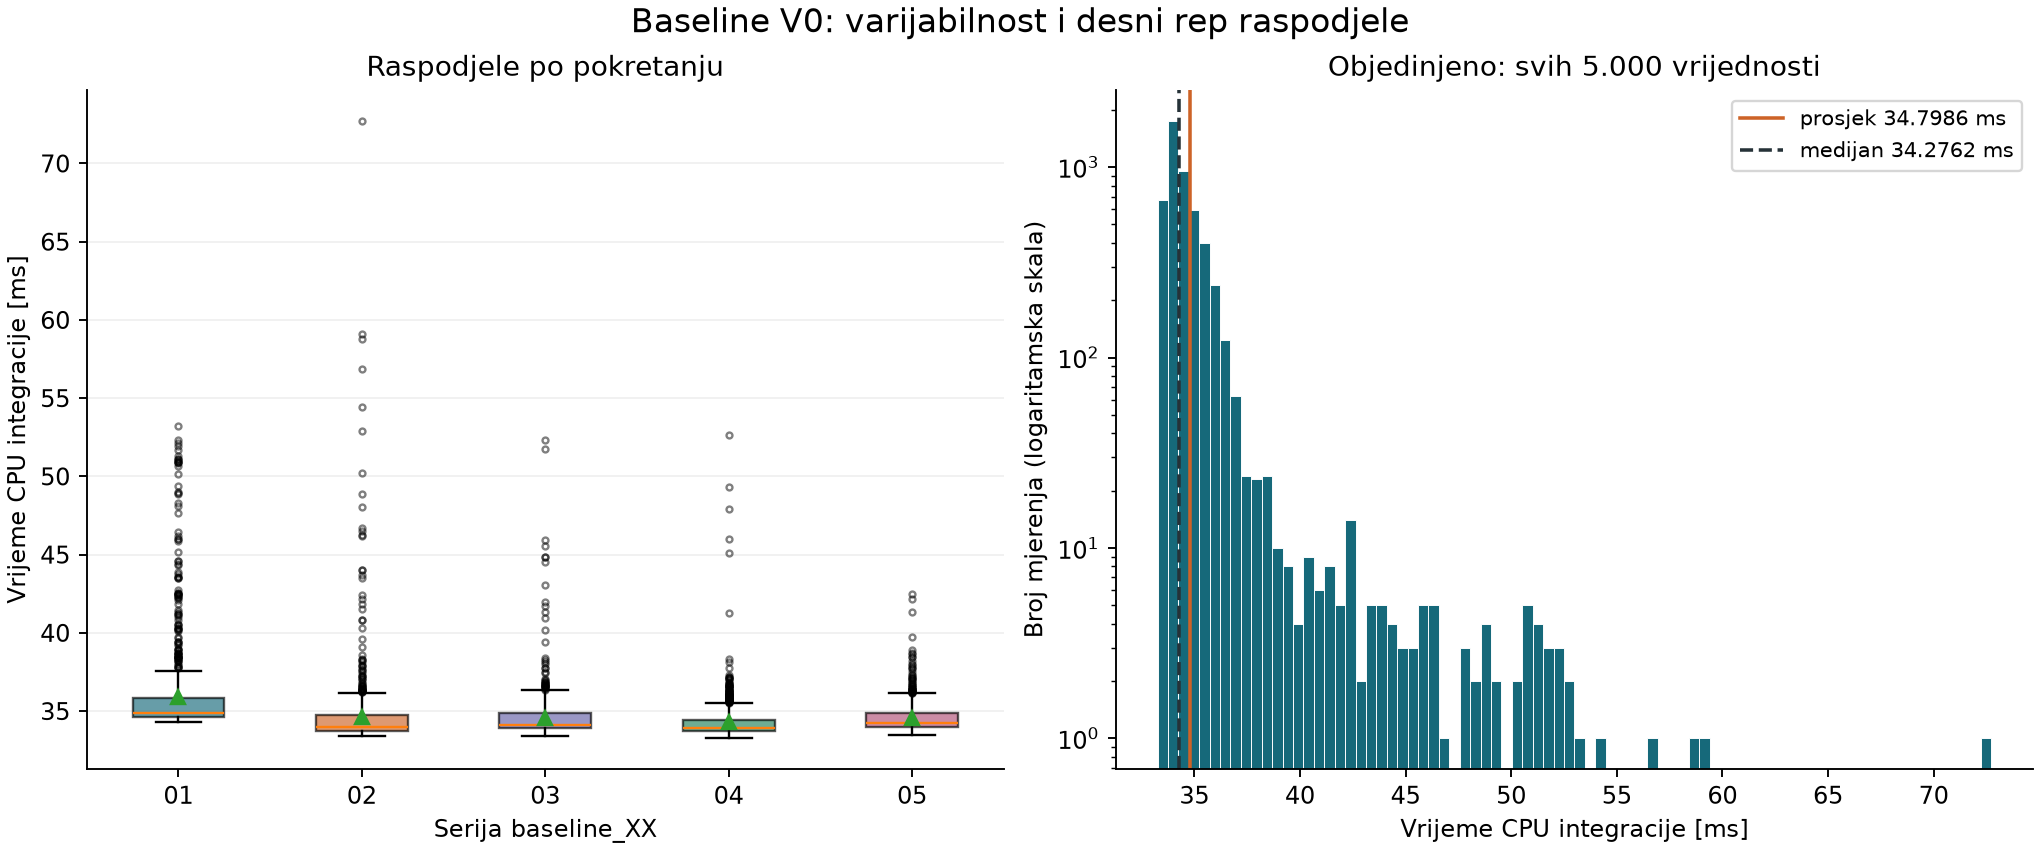 Baseline V0: varijabilnost i desni rep raspodjele
Raspodjele po pokretanju
Vrijeme CPU integracije [ms]
70
65
60
55
50
45
40
35
01 02 03 04 05
Serija baseline_XX
Objedinjeno: svih 5.000 vrijednosti
prosjek 34.7986 ms
medijan 34.2762 ms
Broj mjerenja (logaritamska skala)
10³
10²
10¹
10⁰
35 40 45 50 55 60 65 70
Vrijeme CPU integracije [ms]